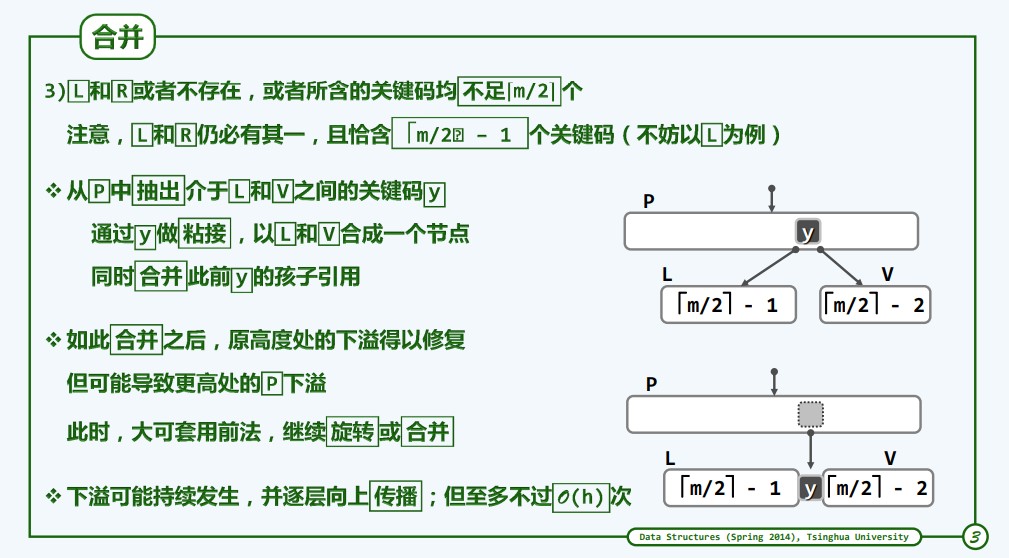 合并
3)L和R或者不存在，或者所含的关键码均不足⌈m/2⌉个
注意，L和R仍必有其一，且恰含⌈m/2⍰ - 1个关键码（不妨以L为例）
❖ 从P中抽出介于L和V之间的关键码y
通过y做粘接，以L和V合成一个节点
同时合并此前y的孩子引用
❖ 如此合并之后，原高度处的下溢得以修复
但可能导致更高处的P下溢
此时，大可套用前法，继续旋转或合并
❖ 下溢可能持续发生，并逐层向上传播；但至多不过O(h)次
P
y
L V
⌈m/2⌉ - 1 ⌈m/2⌉ - 2
P
L V
⌈m/2⌉ - 1 y ⌈m/2⌉ - 2
Data Structures (Spring 2014), Tsinghua University
3